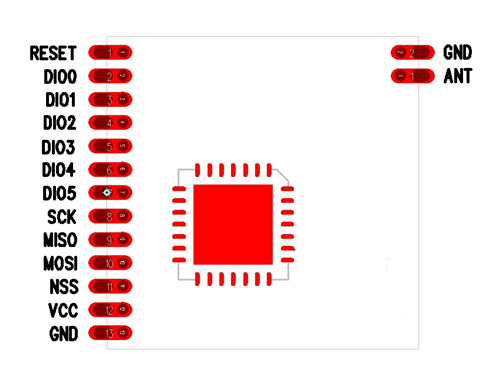 RESET 1
DIO0 2
DIO1 3
DIO2 4
DIO3 5
DIO4 6
DIO5
SCK 8
MISO 9
MOSI 10
NSS 11
VCC 12
GND 13
2 GND
1 ANT